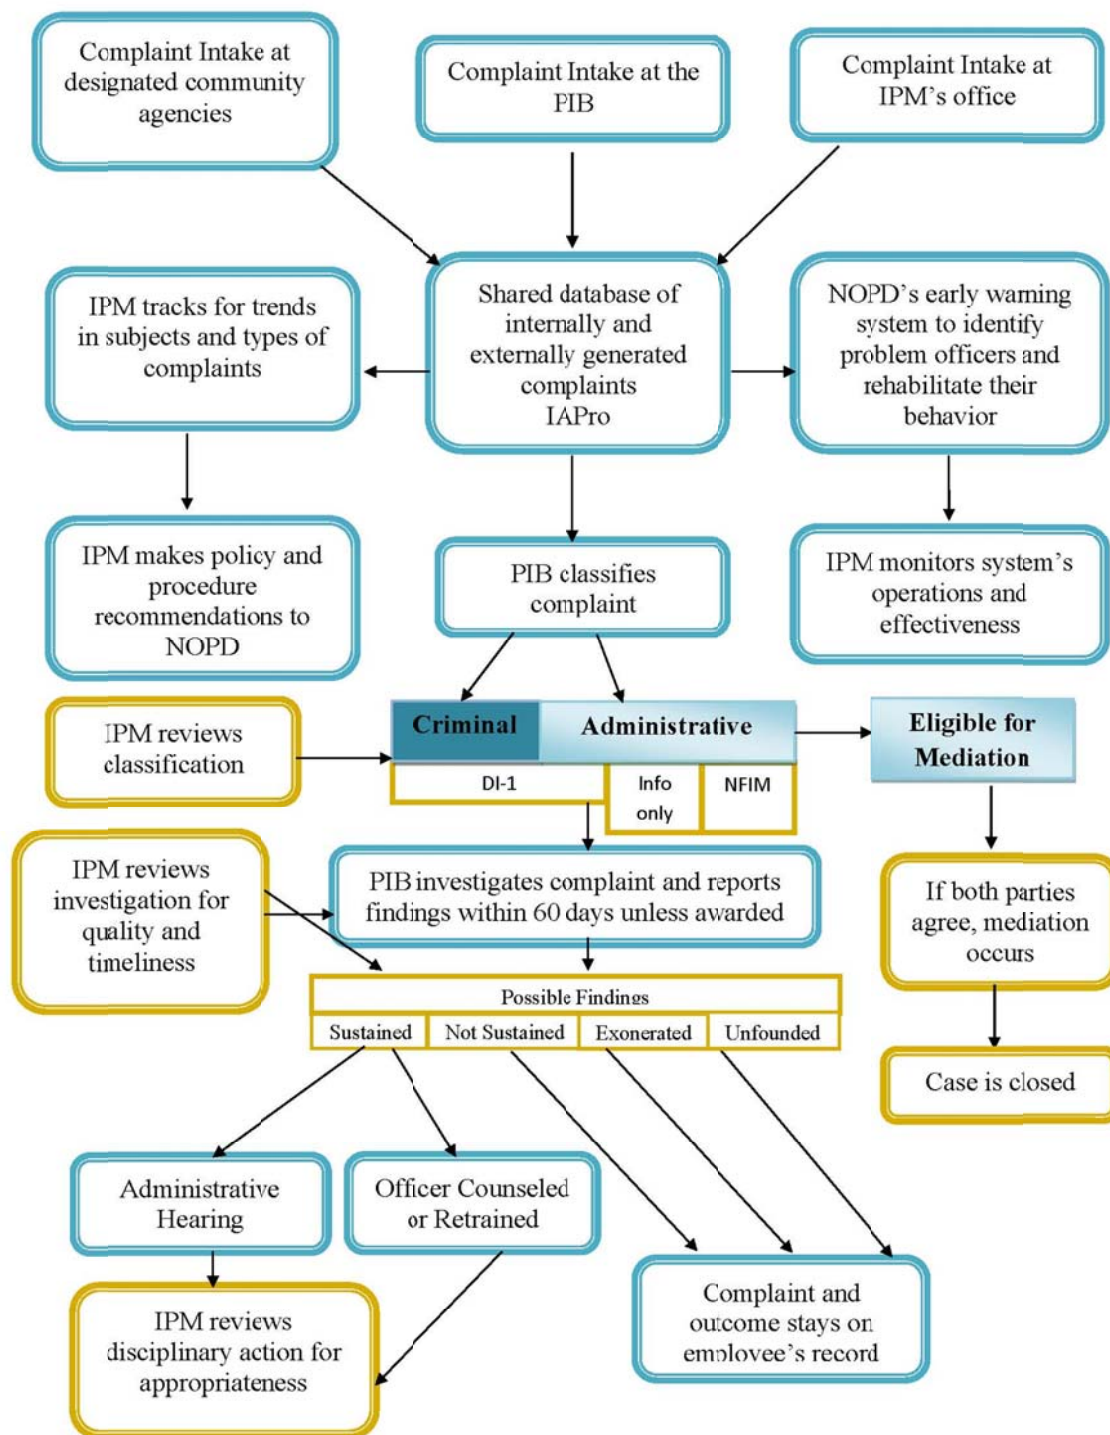 Complaint Intake at
designated community
agencies
Complaint Intake at the
PIB
Complaint Intake at
IPM's office
IPM tracks for trends
in subjects and types of
complaints
Shared database of
internally and
externally generated
complaints
IAPro
NOPD's early warning
system to identify
problem officers and
rehabilitate their
behavior
IPM makes policy and
procedure
recommendations to
NOPD
PIB classifies
complaint
IPM monitors system's
operations and
effectiveness
IPM reviews
classification
Criminal
Administrative
Eligible for
Mediation
DI-1
Info
only
NFIM
IPM reviews
investigation for
quality and
timeliness
PIB investigates complaint and reports
findings within 60 days unless awarded
If both parties
agree, mediation
occurs
Possible Findings
Sustained
Not Sustained
Exonerated
Unfounded
Case is closed
Administrative
Hearing
Officer Counseled
or Retrained
IPM reviews
disciplinary action for
appropriateness
Complaint and
outcome stays on
employee's record